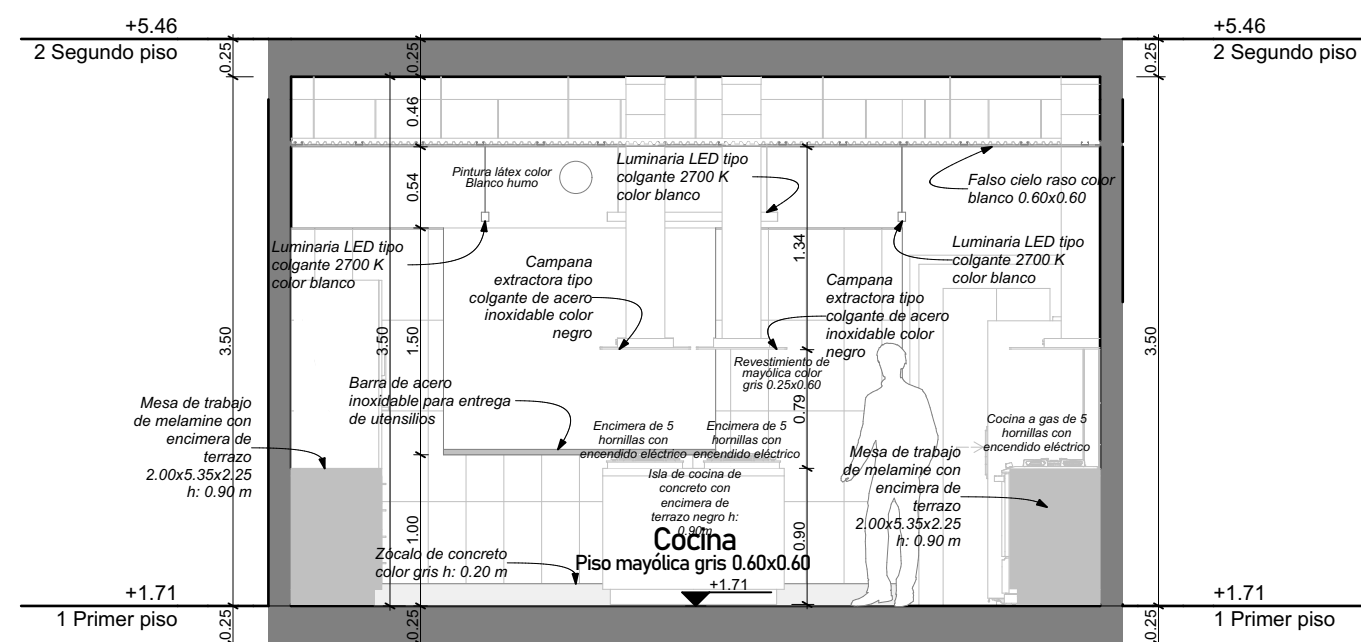 +5.46
2 Segundo piso
+5.46
2 Segundo piso
0.25
0.25
0.25
0.46
0.54
Pintura látex color
Blanco humo
Luminaria LED tipo
colgante 2700 K
color blanco
Falso cielo raso color
blanco 0.60x0.60
Luminaria LED tipo
colgante 2700 K
color blanco
Luminaria LED tipo
colgante 2700 K
color blanco
1.34
Campana
extractora tipo
colgante de acero
inoxidable color
negro
Campana
extractora tipo
colgante de acero
inoxidable color
negro
3.50
3.50
1.50
3.50
Revestimiento de
mayólica color
gris 0.25x0.60
0.79
Barra de acero
inoxidable para entrega
de utensilios
Mesa de trabajo
de melamine con
encimera de
terrazo
2.00x5.35x2.25
h: 0.90 m
Encimera de 5
hornillas con
encendido eléctrico
Encimera de 5
hornillas con
encendido eléctrico
Cocina a gas de 5
hornillas con
encendido eléctrico
Mesa de trabajo
de melamine con
encimera de
terrazo
2.00x5.35x2.25
h: 0.90 m
Isla de cocina de
concreto con
encimera de
terrazo negro h:
0.90m
1.00
0.90
Cocina
Piso mayólica gris 0.60x0.60
Zócalo de concreto
color gris h: 0.20 m
+1.71
+1.71
1 Primer piso
+1.71
1 Primer piso
0.25
0.25
0.25